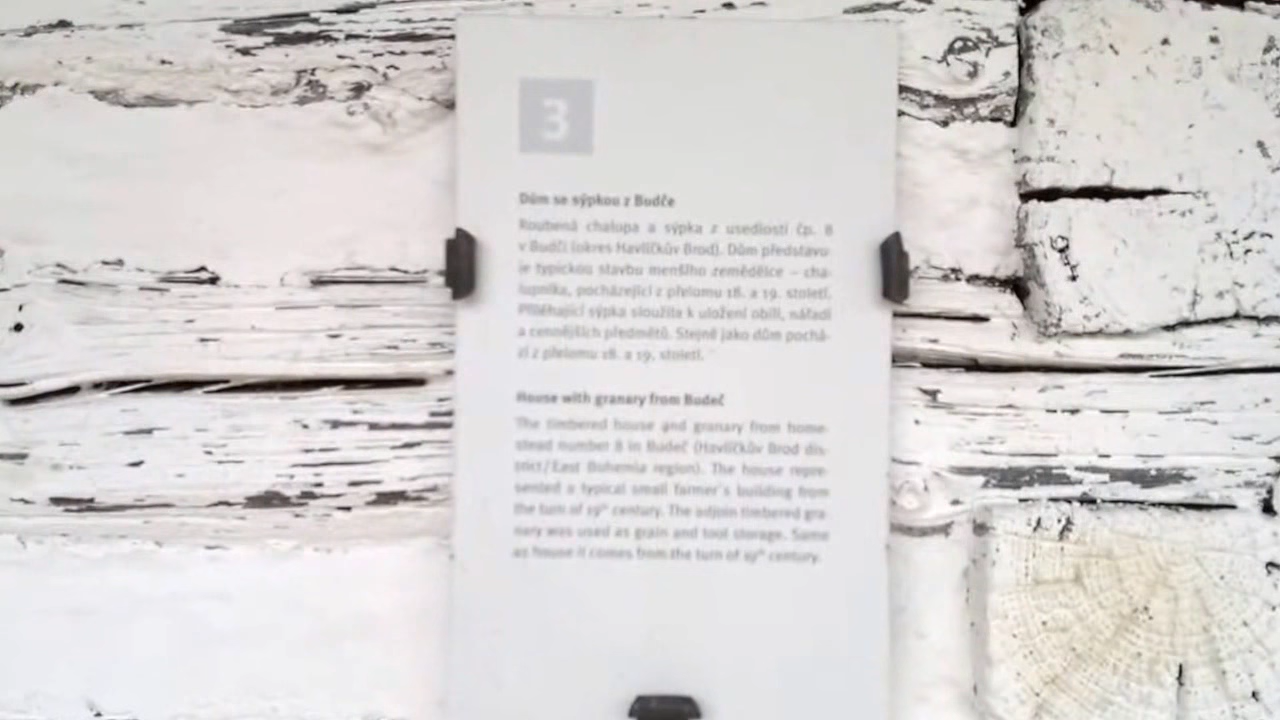 3
Dům se sýpkou z Budče
Roubená chalupa a sýpka z usedlosti čp. 8
v Budči (okres Havlíčkův Brod). Dům představu-
je typickou stavbu menšího zemědělce – cha-
lupníka, pocházející z přelomu 18. a 19. století.
Přiléhající sýpka sloužila k uložení obilí, nářadí
a cennějších předmětů. Stejně jako dům pochá-
zí z přelomu 18. a 19. století.
House with granary from Budeč
The timbered house and granary from home-
stead number 8 in Budeč (Havlíčkův Brod dis-
trict/East Bohemia region). The house repre-
sented a typical small farmer's building from
the turn of 19th century. The adjoin timbered gra-
nary was used as grain and tool storage. Same
as house it comes from the turn of 19th century.